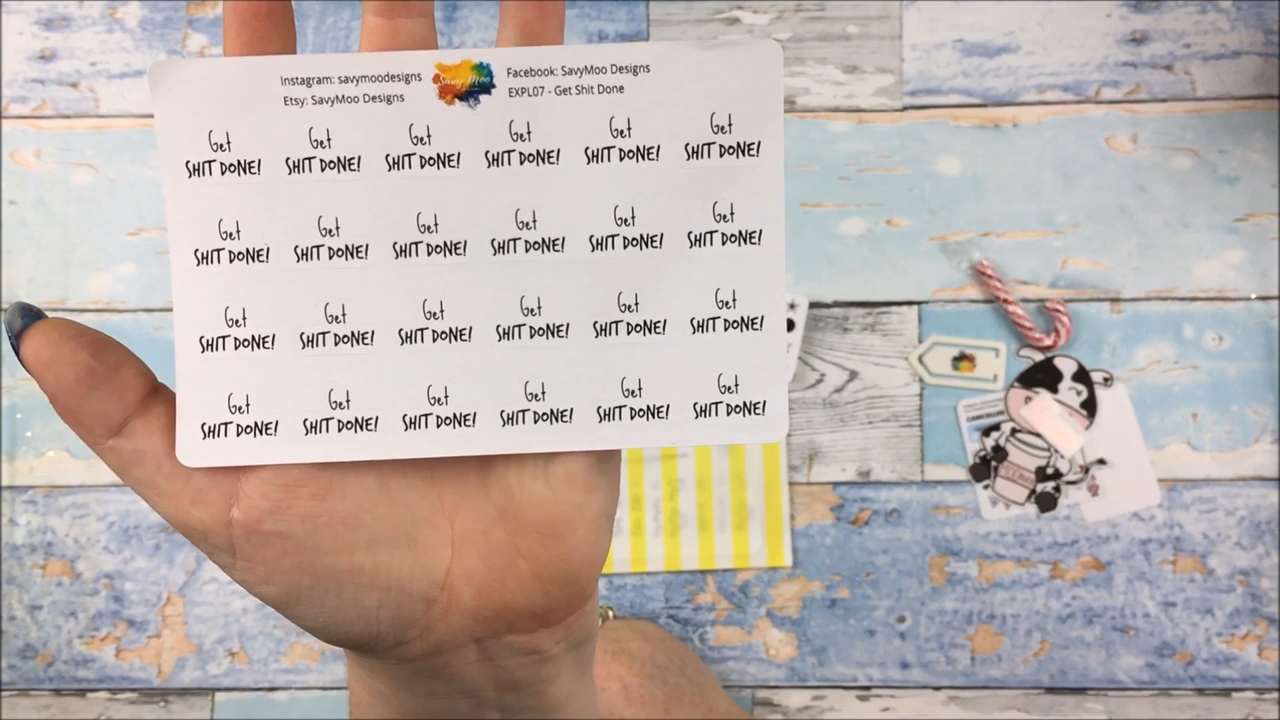 Instagram: savymoodesigns
Etsy: SavyMoo Designs
Savvy Moo
Facebook: SavyMoo Designs
EXPL07 - Get Shit Done
Get Get Get Get Get Get
SHIT DONE! SHIT DONE! SHIT DONE! SHIT DONE! SHIT DONE! SHIT DONE!
Get Get Get Get Get Get
SHIT DONE! SHIT DONE! SHIT DONE! SHIT DONE! SHIT DONE! SHIT DONE!
Get Get Get Get Get Get
SHIT DONE! SHIT DONE! SHIT DONE! SHIT DONE! SHIT DONE! SHIT DONE!
Get Get Get Get Get Get
SHIT DONE! SHIT DONE! SHIT DONE! SHIT DONE! SHIT DONE! SHIT DONE!